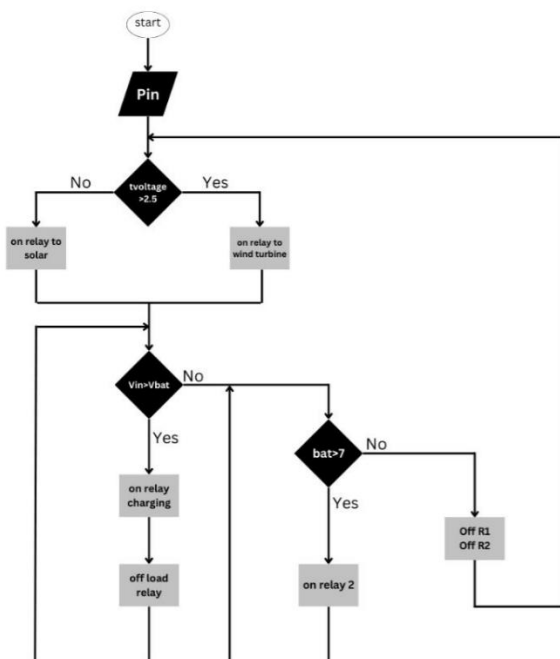 start
Pin
No
Yes
tvoltage
>2.5
on relay to
solar
on relay to
wind turbine
Vin>Vbat
No
Yes
bat>7
No
Yes
on relay
charging
Off R1
Off R2
off load
relay
on relay 2